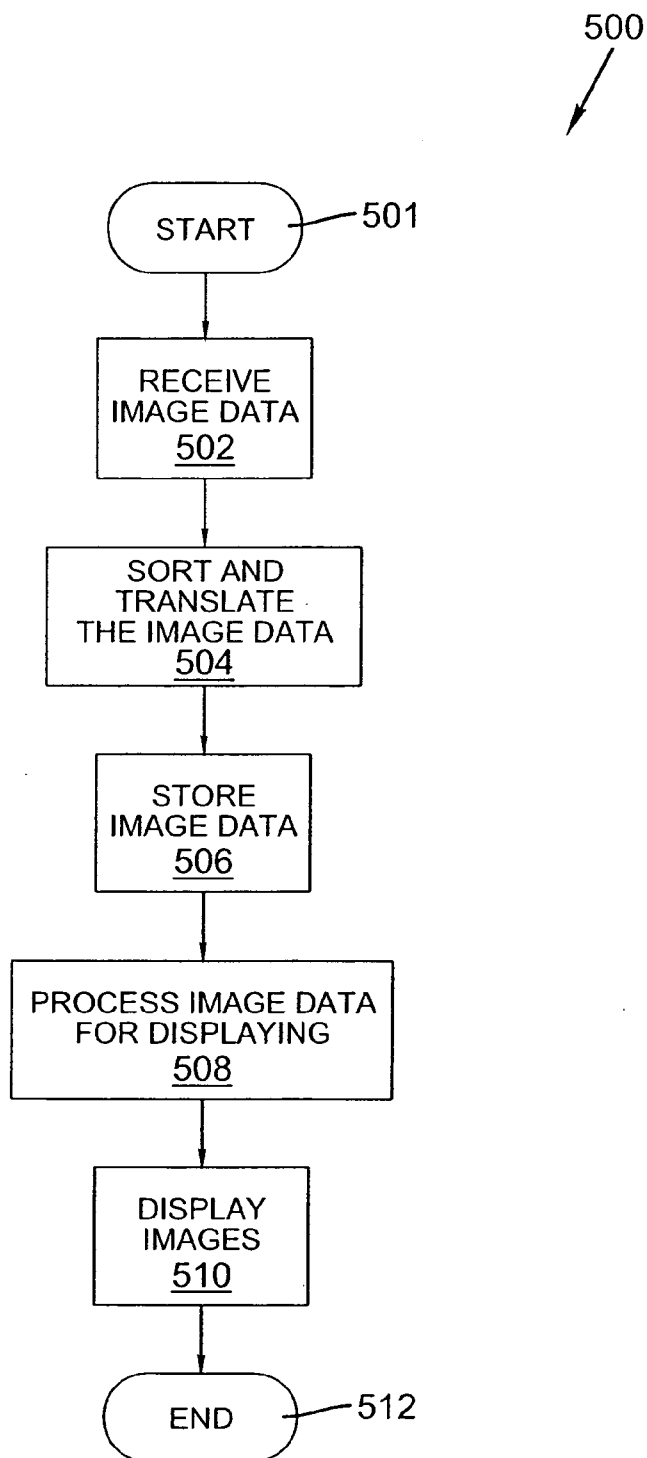 500
START
501
RECEIVE
IMAGE DATA
502
SORT AND
TRANSLATE
THE IMAGE DATA
504
STORE
IMAGE DATA
506
PROCESS IMAGE DATA
FOR DISPLAYING
508
DISPLAY
IMAGES
510
END
512